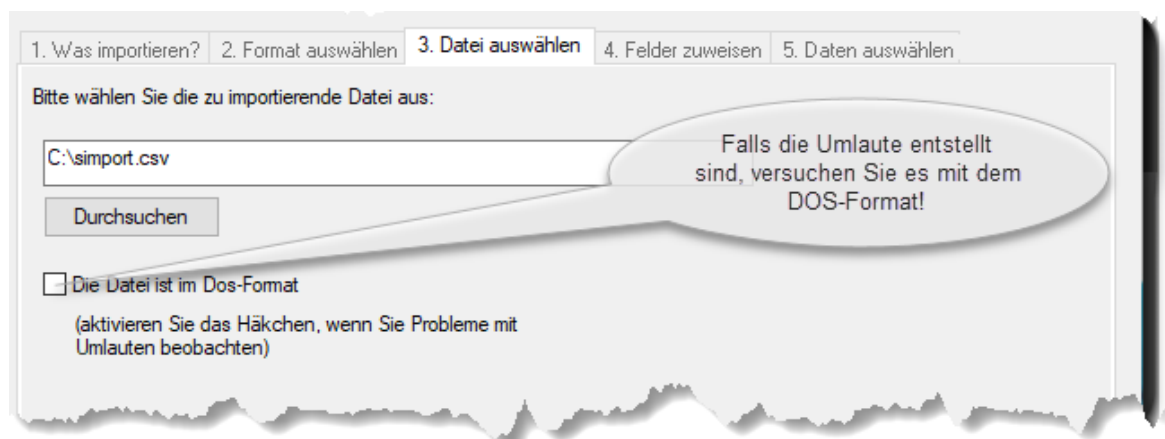 1. Was importieren? 2. Format auswählen 3. Datei auswählen 4. Felder zuweisen 5. Daten auswählen
Bitte wählen Sie die zu importierende Datei aus:
C:\simport.csv
Falls die Umlaute entstellt
sind, versuchen Sie es mit dem
DOS-Format!
Durchsuchen
Die Datei ist im Dos-Format
(aktivieren Sie das Häkchen, wenn Sie Probleme mit
Umlauten beobachten)